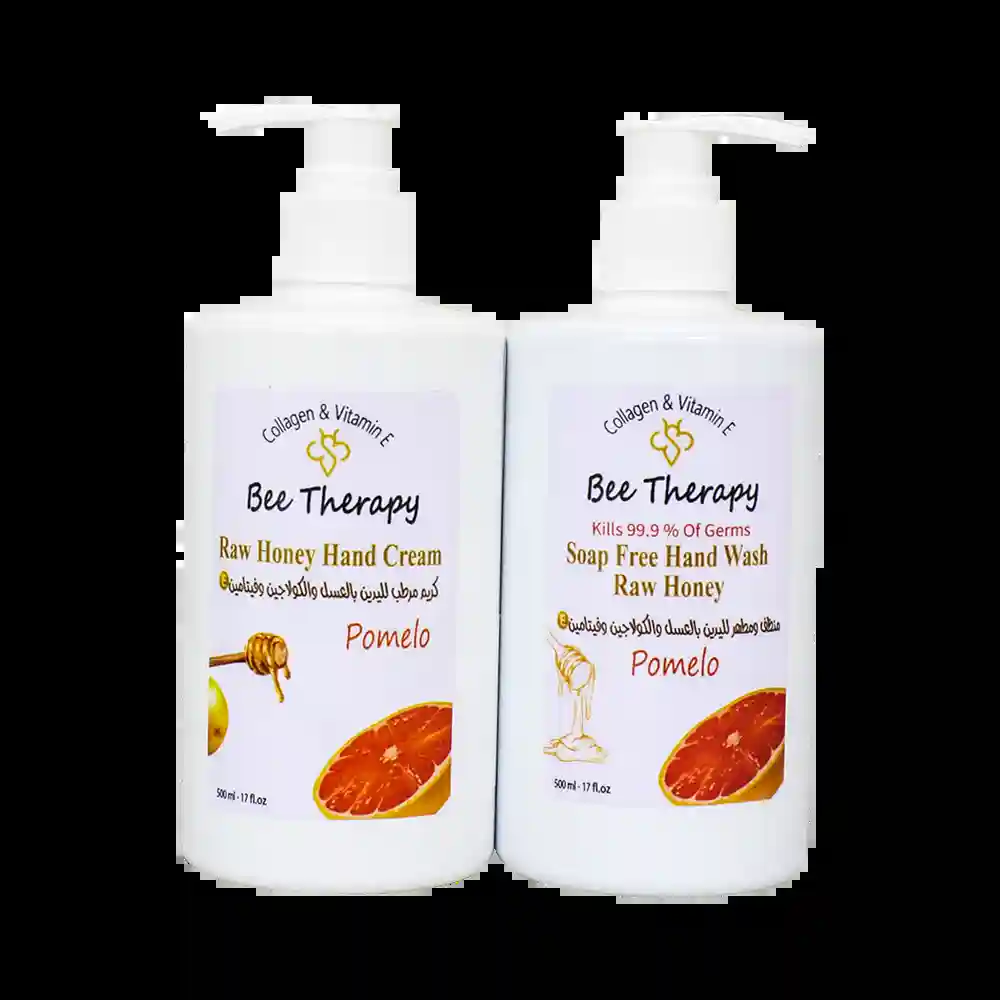 Collagen & Vitamin E
Bee Therapy
Raw Honey Hand Cream
كريم مرطب لليدين بالعسل والكولاجين وفيتامين E
Pomelo
500 ml - 17 fl.oz
Collagen & Vitamin E
Bee Therapy
Kills 99.9 % Of Germs
Soap Free Hand Wash
Raw Honey
منظف ومطهر لليدين بالعسل والكولاجين وفيتامين E
Pomelo
500 ml - 17 fl.oz